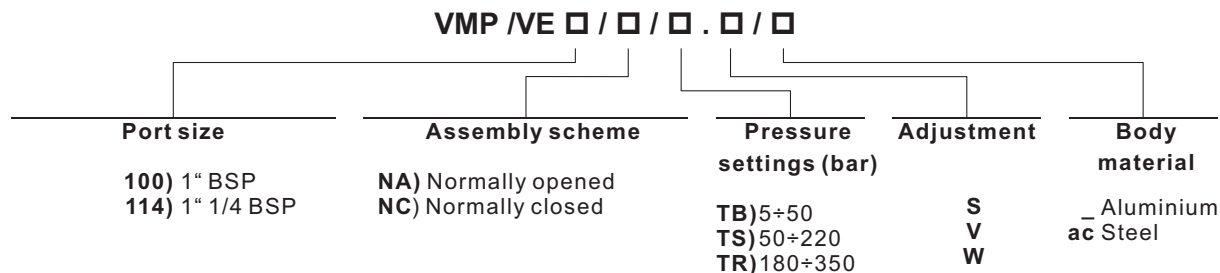 VMP /VE □ / □ / □ . □ / □
Port size
100) 1“ BSP
114) 1“ 1/4 BSP
Assembly scheme
NA) Normally opened
NC) Normally closed
Pressure
settings (bar)
TB)5÷50
TS)50÷220
TR)180÷350
Adjustment
S
V
W
Body
material
_ Aluminium
ac Steel